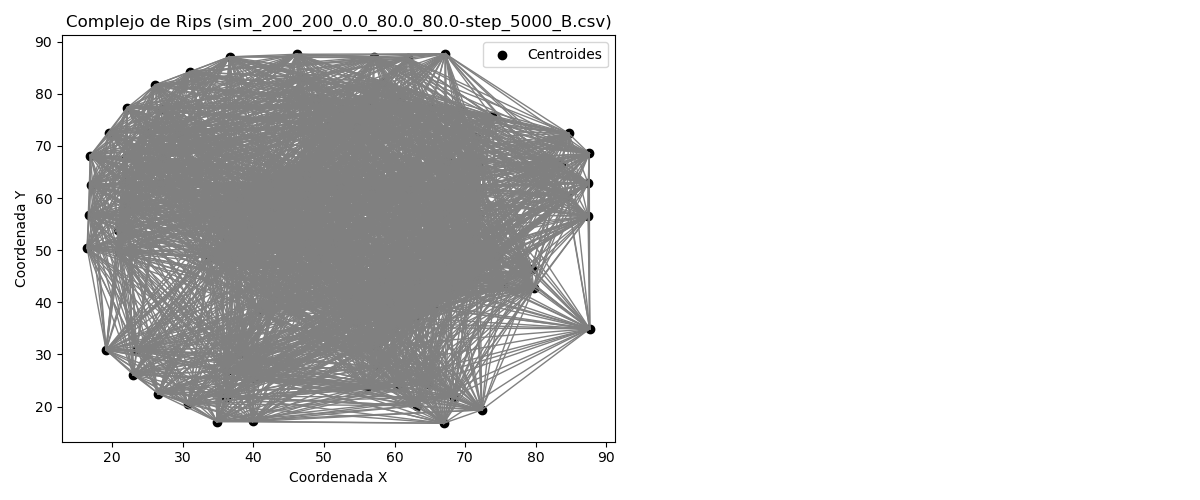 Complejo de Rips (sim_200_200_0.0_80.0_80.0-step_5000_B.csv)
Centroides
90
80
70
60
50
40
30
20
Coordenada Y
20 30 40 50 60 70 80 90
Coordenada X